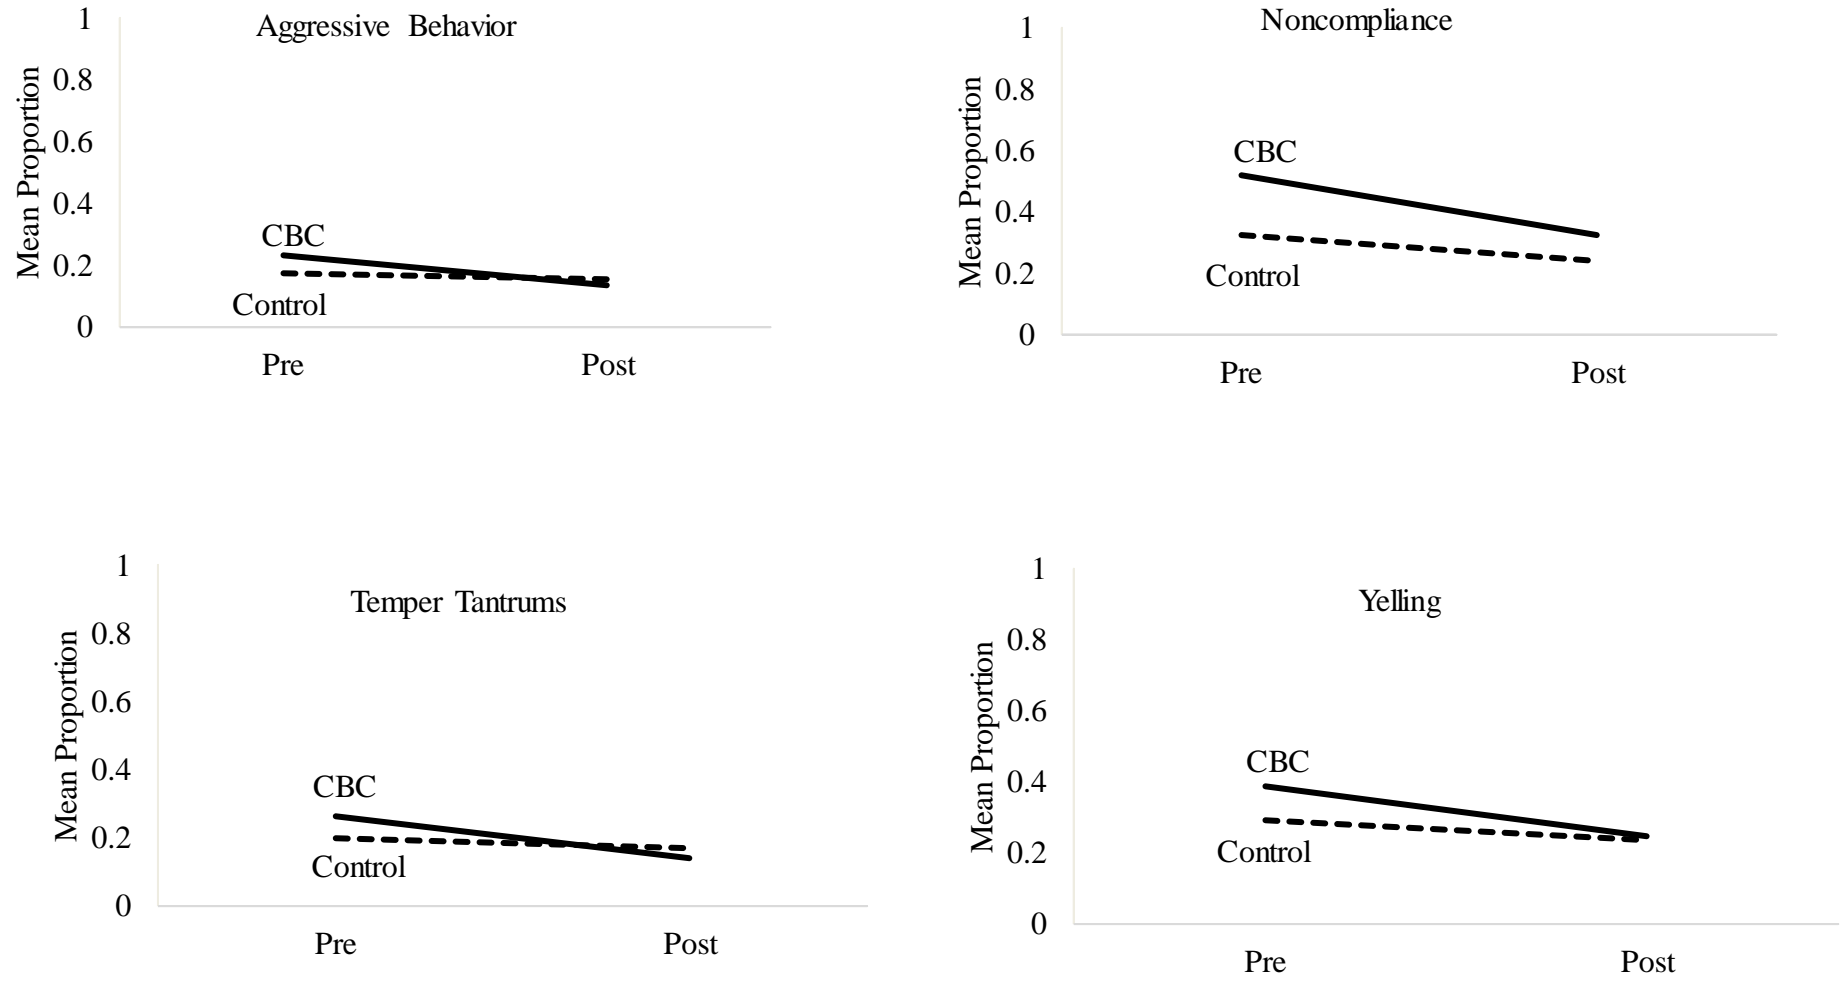 Aggressive Behavior
Mean Proportion
1
0.8
0.6
0.4
0.2
0
CBC
Control
Pre Post
Noncompliance
Mean Proportion
1
0.8
0.6
0.4
0.2
0
CBC
Control
Pre Post
Temper Tantrums
Mean Proportion
1
0.8
0.6
0.4
0.2
0
CBC
Control
Pre Post
Yelling
Mean Proportion
1
0.8
0.6
0.4
0.2
0
CBC
Control
Pre Post